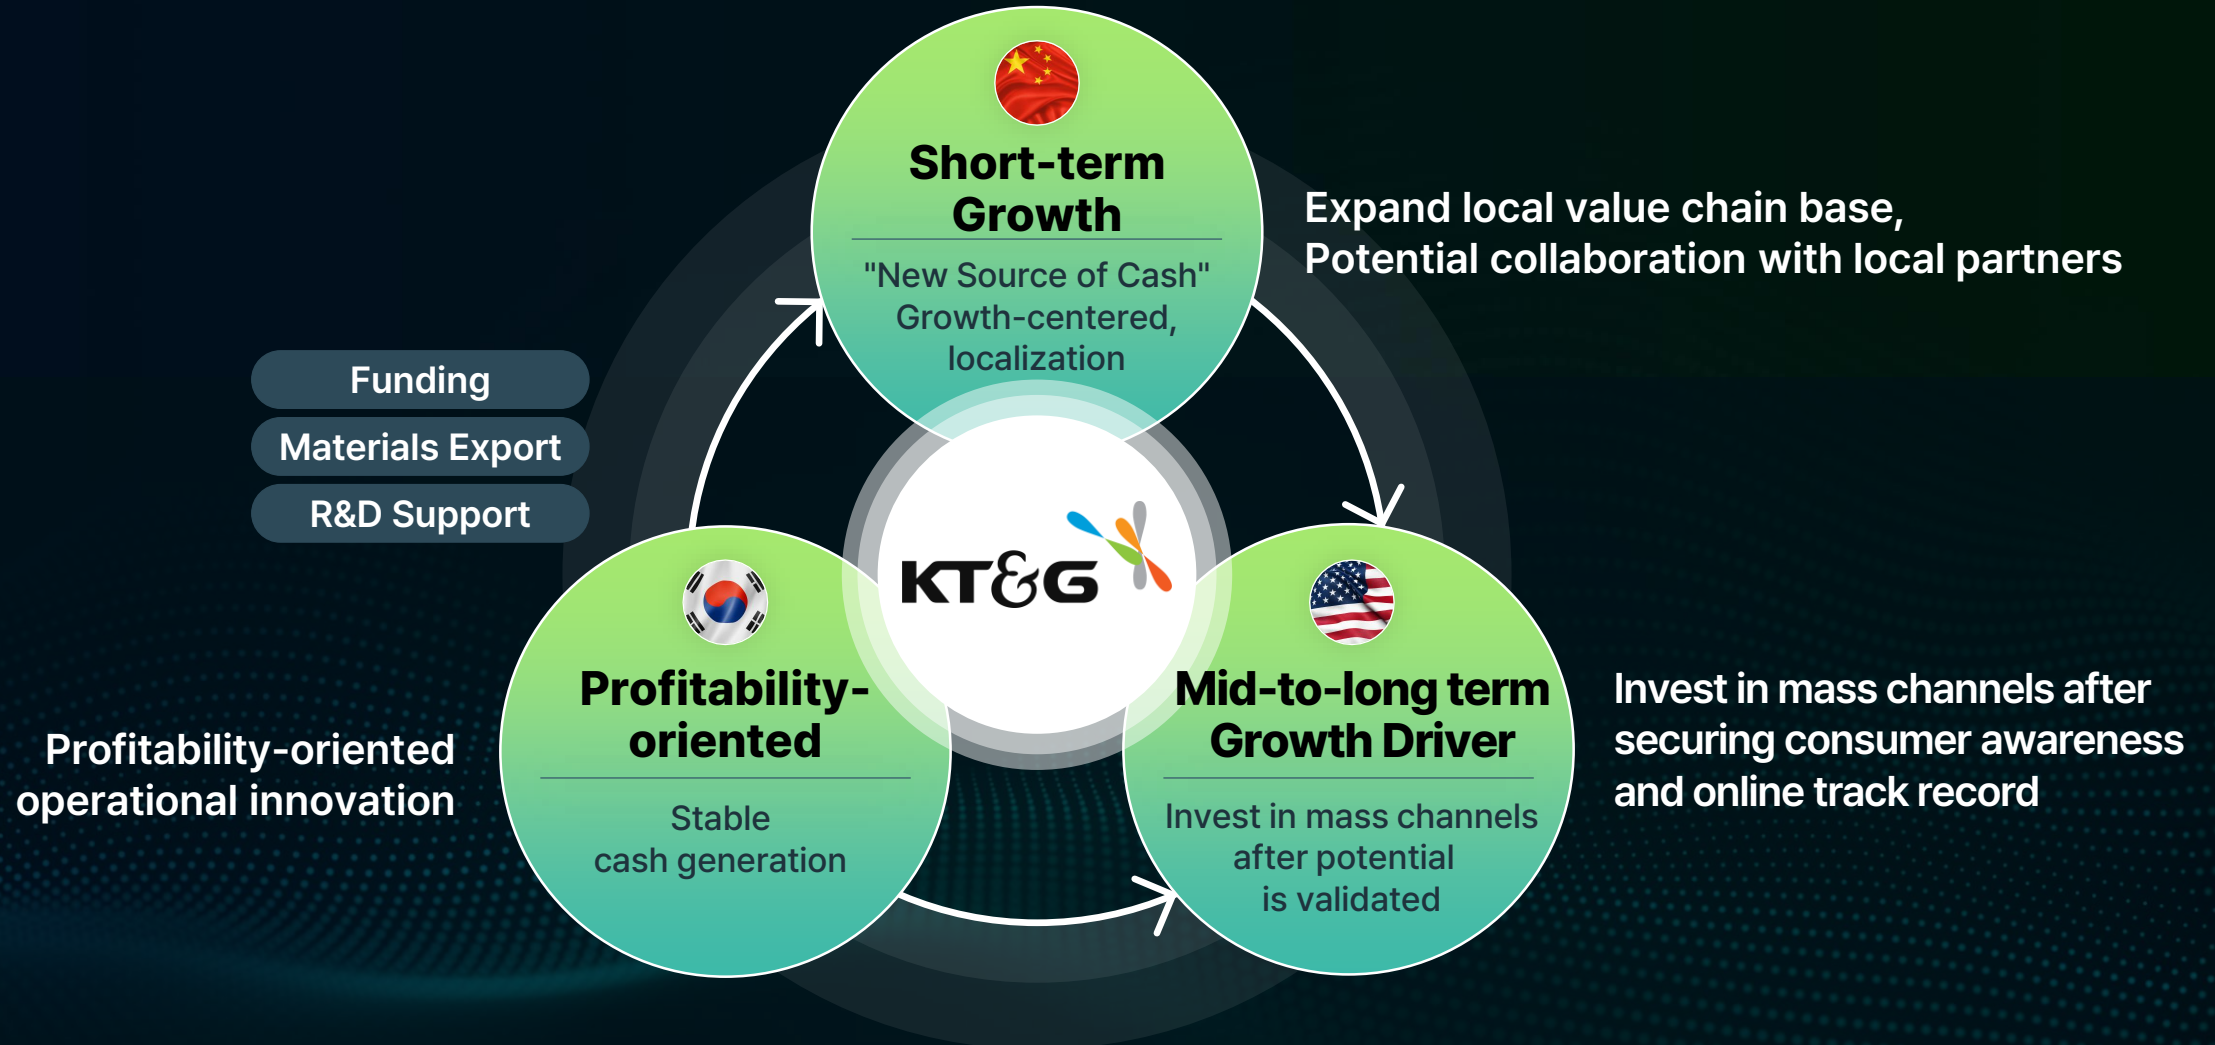 Short-term
Growth
"New Source of Cash"
Growth-centered,
localization
Expand local value chain base,
Potential collaboration with local partners
Funding
Materials Export
R&D Support
KT&G
Profitability-
oriented
Stable
cash generation
Profitability-oriented
operational innovation
Mid-to-long term
Growth Driver
Invest in mass channels
after potential
is validated
Invest in mass channels after
securing consumer awareness
and online track record